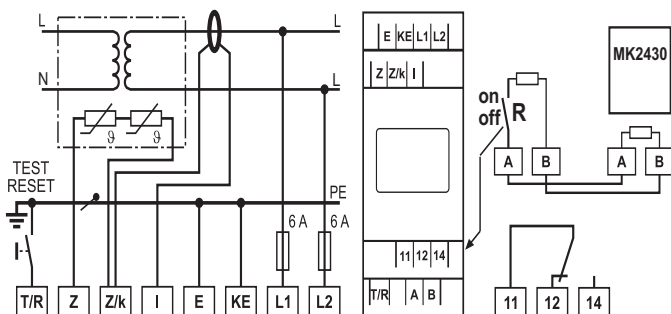 L L
N L
ϑ ϑ
TEST
RESET
PE
6 A 6 A
T/R Z Z/k I E KE L1 L2
E KE L1 L2
Z Z/k I
11 12 14
T/R A B
on
off R
MK2430
A B A B
11 12 14